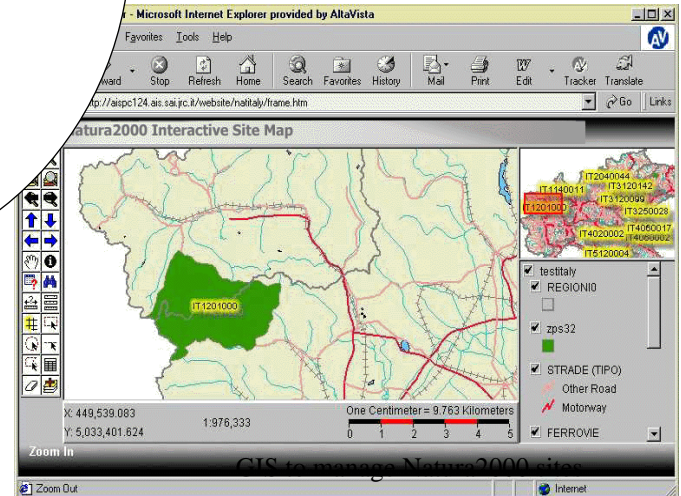 r - Microsoft Internet Explorer provided by AltaVista
Favorites Tools Help
ward Stop Refresh Home Search Favorites History Mail Print Edit Tracker Translate
tp://aispc124.ais.sai.jrc.it/website/natitaly/frame.htm Go Links
atura2000 Interactive Site Map
IT1201000
IT2040044
IT1140011 IT3120142
IT3120099
IT1201000 IT3250028
IT4020002 IT4060017
IT5120004
testitaly
REGIONI0
zps32
STRADE (TIPO)
Other Road
Motorway
FERROVIE
X: 449,539.083
Y: 5,033,401.624
1:976,333
One Centimeter = 9.763 Kilometers
0 1 2 3 4 5
Zoom In
GIS to manage Natura2000 sites
Zoom Out Internet